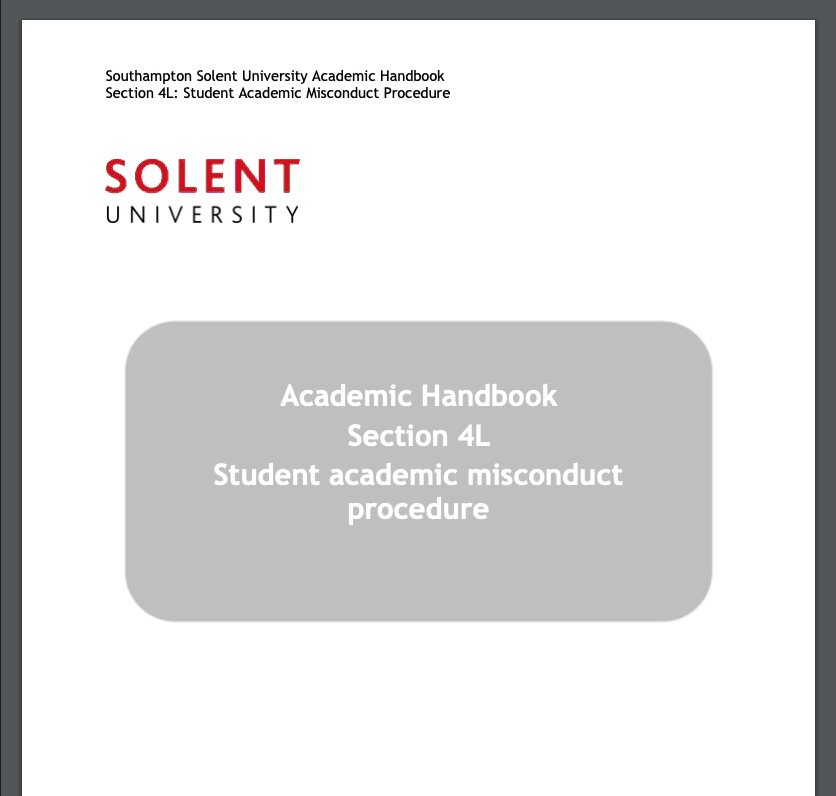 Southampton Solent University Academic Handbook
Section 4L: Student Academic Misconduct Procedure
SOLENT
UNIVERSITY
Academic Handbook
Section 4L
Student academic misconduct
procedure